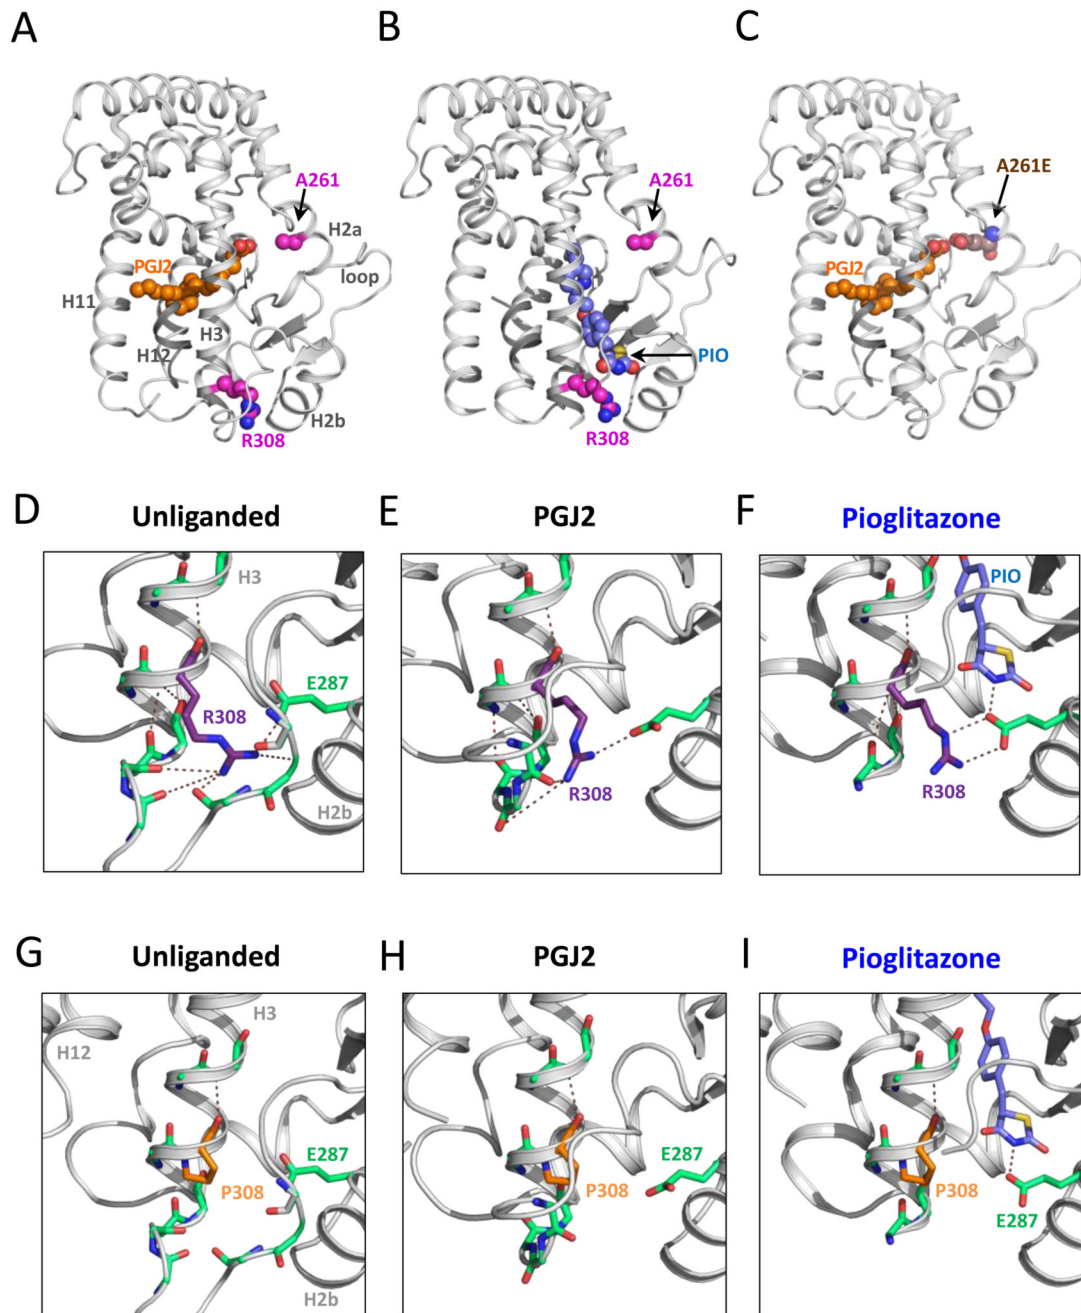 A
B
C
A261
A261
A261E
H2a
PGJ2
loop
PGJ2
H11
H3
H12
PIO
H2b
R308
R308
D
Unliganded
E
PGJ2
F
Pioglitazone
H3
PIO
E287
R308
R308
R308
H2b
G
Unliganded
H
PGJ2
I
Pioglitazone
H3
H12
E287
E287
P308
P308
P308
E287
H2b